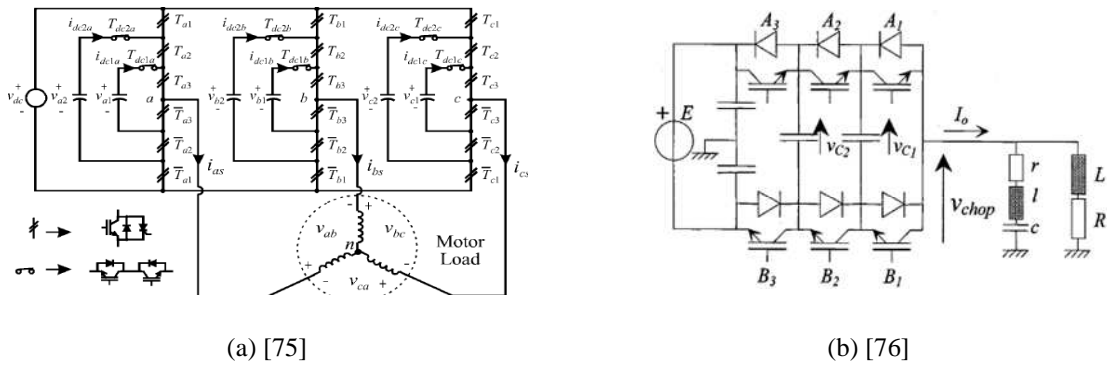 i_dc2a T_dc2a T_a1 i_dc2b T_dc2b T_b1 i_dc2c T_dc2c T_c1
i_dc1a T_dc1a T_a2 i_dc1b T_dc1b T_b2 i_dc1c T_dc1c T_c2
T_a3 T_b3 T_c3
+ v_dc - + v_a2 - + v_a1 - a + v_b2 - + v_b1 - b + v_c2 - + v_c1 - c
T̅_a3 T̅_b3 T̅_c3
T̅_a2 T̅_b2 T̅_c2
T̅_a1 T̅_b1 T̅_c1
i_as i_bs i_cs
- +
v_ab v_bc
n
+ -
v_ca
- +
Motor
Load
A_3 A_2 A_1
+ E
v_C2 v_C1
I_o
v_chop
r L
l
c R
B_3 B_2 B_1
(a) [75]
(b) [76]